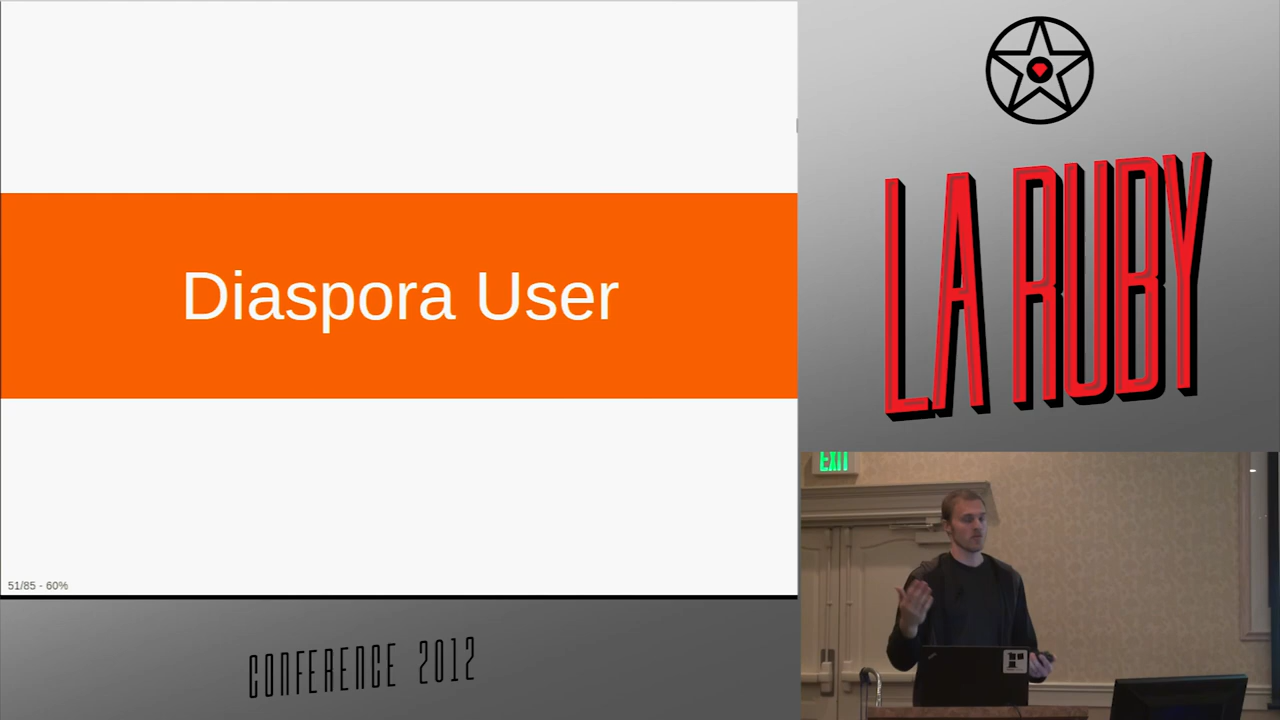 Diaspora User
51/85 - 60%
CONFERENCE 2012
LA RUBY
EXIT